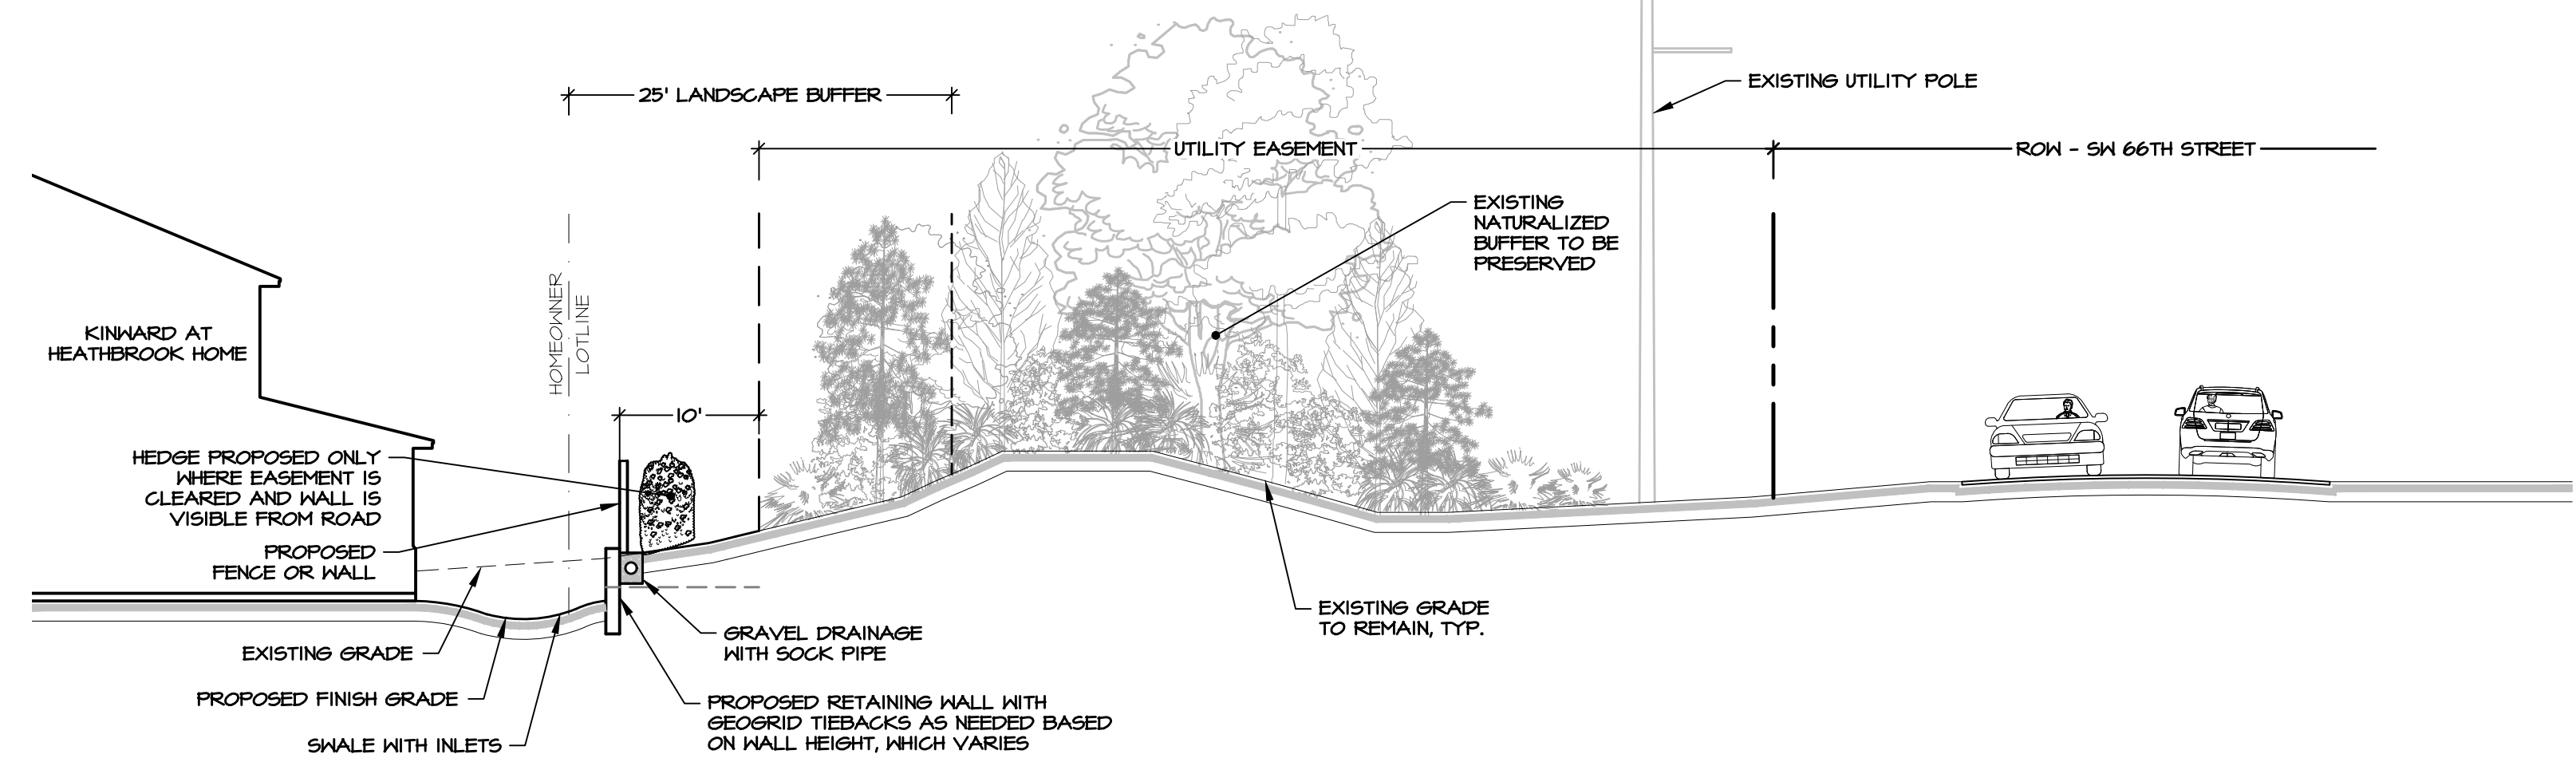 25' LANDSCAPE BUFFER
EXISTING UTILITY POLE
UTILITY EASEMENT
ROW - SW 66TH STREET
EXISTING
NATURALIZED
BUFFER TO BE
PRESERVED
HOMEOWNER
LOTLINE
KINWARD AT
HEATHBROOK HOME
10'
HEDGE PROPOSED ONLY
WHERE EASEMENT IS
CLEARED AND WALL IS
VISIBLE FROM ROAD
PROPOSED
FENCE OR WALL
EXISTING GRADE
PROPOSED FINISH GRADE
SWALE WITH INLETS
GRAVEL DRAINAGE
WITH SOCK PIPE
PROPOSED RETAINING WALL WITH
GEOGRID TIEBACKS AS NEEDED BASED
ON WALL HEIGHT, WHICH VARIES
EXISTING GRADE
TO REMAIN, TYP.